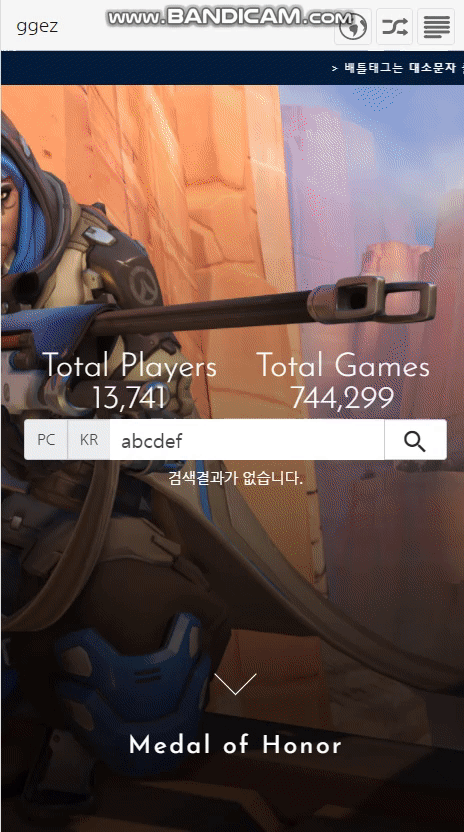 ggez
WWW.BANDICAM.COM
> 배틀태그는 대소문자
Total Players
Total Games
13,741
744,299
PC
KR
abcdef
검색결과가 없습니다.
Medal of Honor